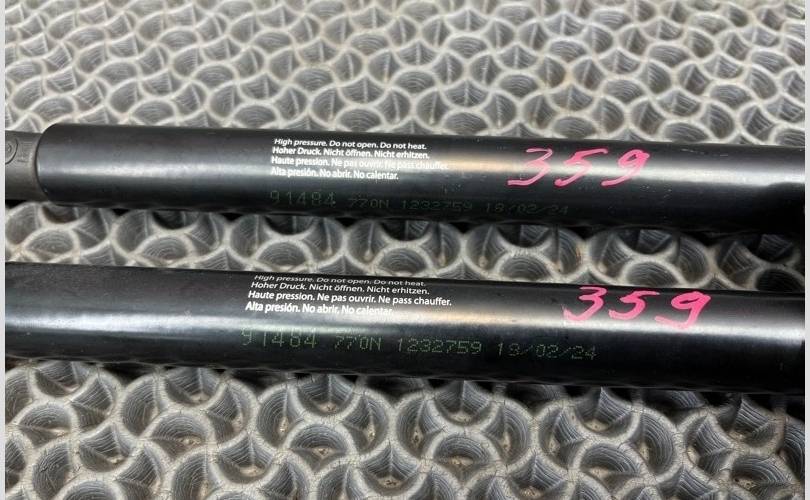 High pressure. Do not open. Do not heat.
Hoher Druck. Nicht öffnen. Nicht erhitzen.
Haute pression. Ne pas ouvrir. Ne pass chauffer.
Alta presión. No abrir. No calentar.
359
91484 770N 1232759 19/02/24
High pressure. Do not open. Do not heat.
Hoher Druck. Nicht öffnen. Nicht erhitzen.
Haute pression. Ne pas ouvrir. Ne pass chauffer.
Alta presión. No abrir. No calentar.
359
91484 770N 1232759 19/02/24